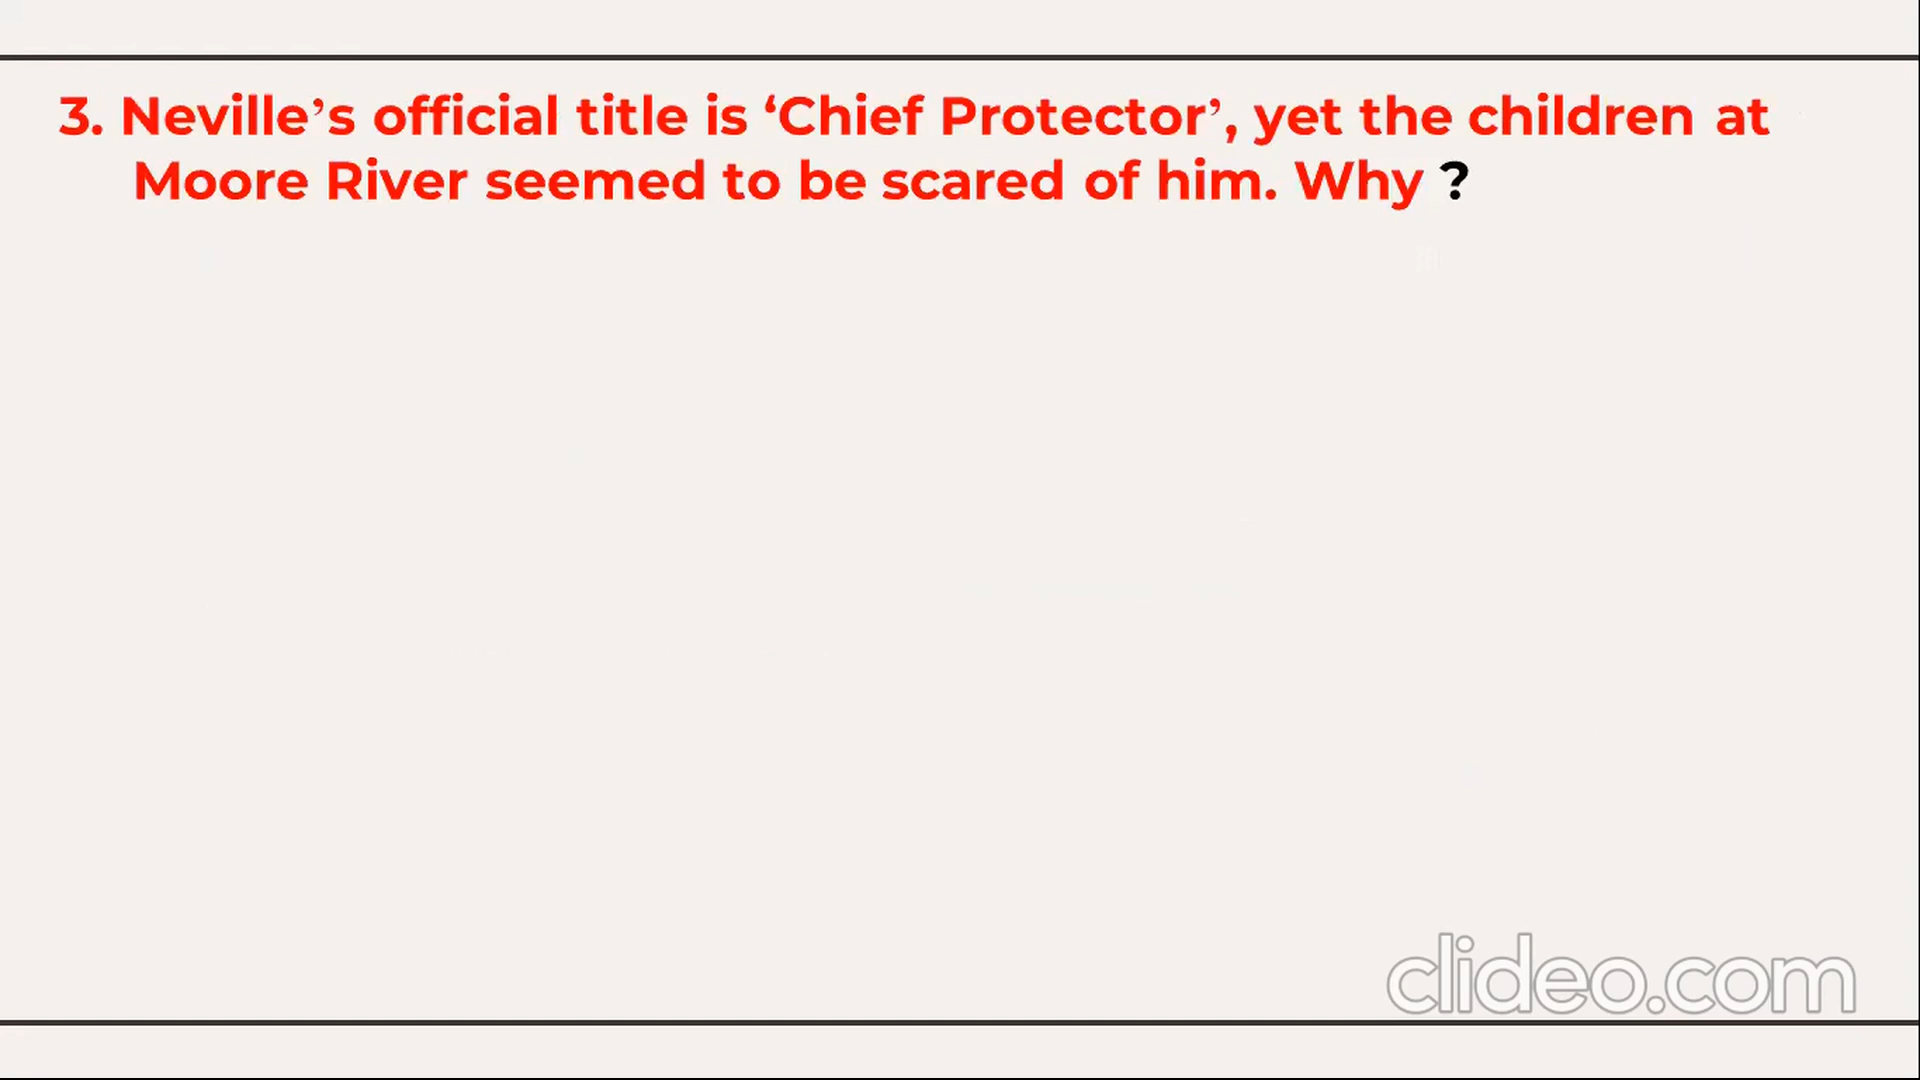 3. Neville’s official title is ‘Chief Protector’, yet the children at
Moore River seemed to be scared of him. Why ?
clideo.com